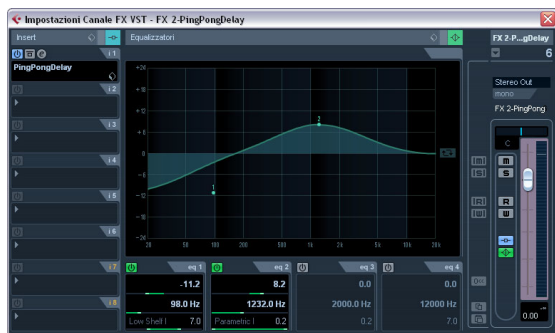 Impostazioni Canale FX VST - FX 2-PingPongDelay
Insert
Equalizzatori
FX 2-P...gDelay
i 1
6
PingPongDelay
i 2
i 3
i 4
i 5
i 6
i 7
i 8
+24
+18
+12
+6
0
-6
-12
-18
-24
1
2
20
50
100
200
500
1k
2k
5k
10k
20k
eq 1
eq 2
eq 3
eq 4
-11.2
8.2
0.0
0.0
98.0 Hz
1232.0 Hz
2000.0 Hz
12000 Hz
Low Shelf I
7.0
Parametric I
0.2
0.2
7.0
Stereo Out
mono
FX 2-PingPong
C
M
S
R
W
0.00
-∞